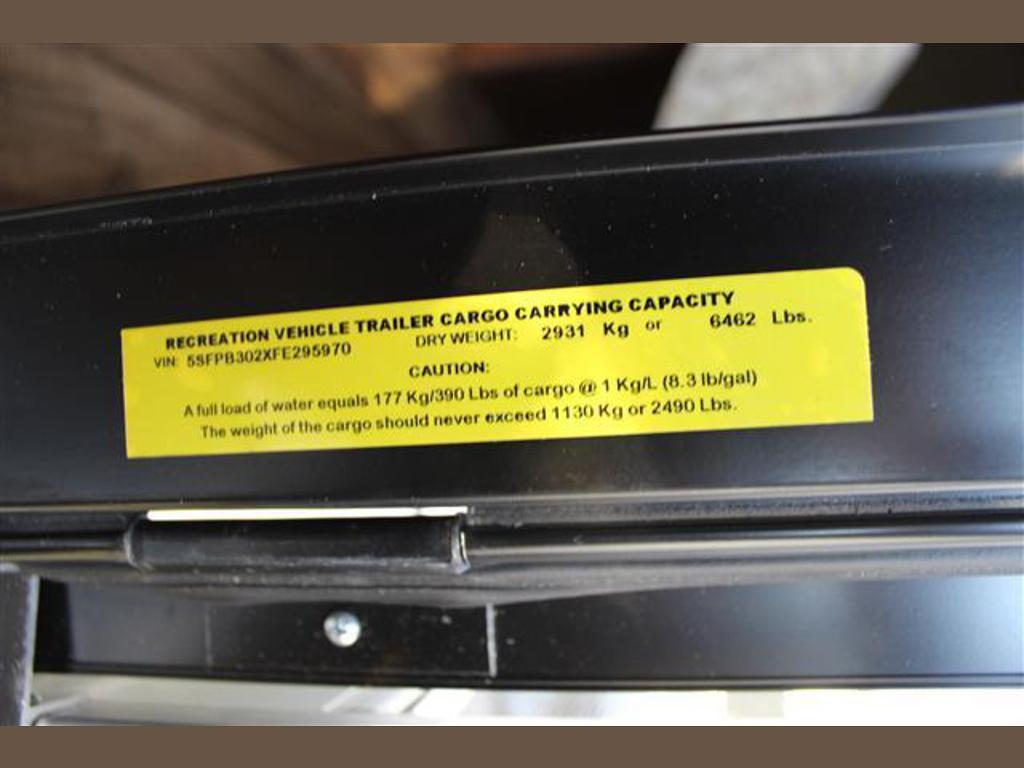 RECREATION VEHICLE TRAILER CARGO CARRYING CAPACITY
VIN: 5SFPB302XFE295970 DRY WEIGHT: 2931 Kg or 6462 Lbs.
CAUTION:
A full load of water equals 177 Kg/390 Lbs of cargo @ 1 Kg/L (8.3 lb/gal)
The weight of the cargo should never exceed 1130 Kg or 2490 Lbs.